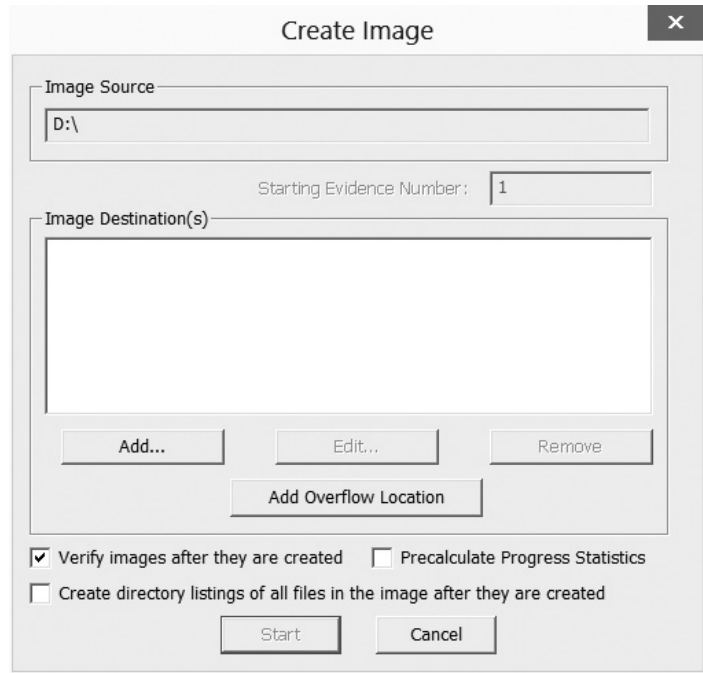 Create Image
X
Image Source
D:\
Starting Evidence Number: 1
Image Destination(s)
Add... Edit... Remove
Add Overflow Location
Verify images after they are created Precalculate Progress Statistics
Create directory listings of all files in the image after they are created
Start Cancel